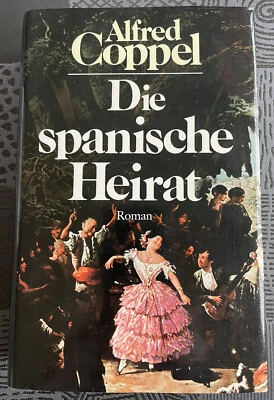 Alfred
Coppel
Die
spanische
Heirat
Roman